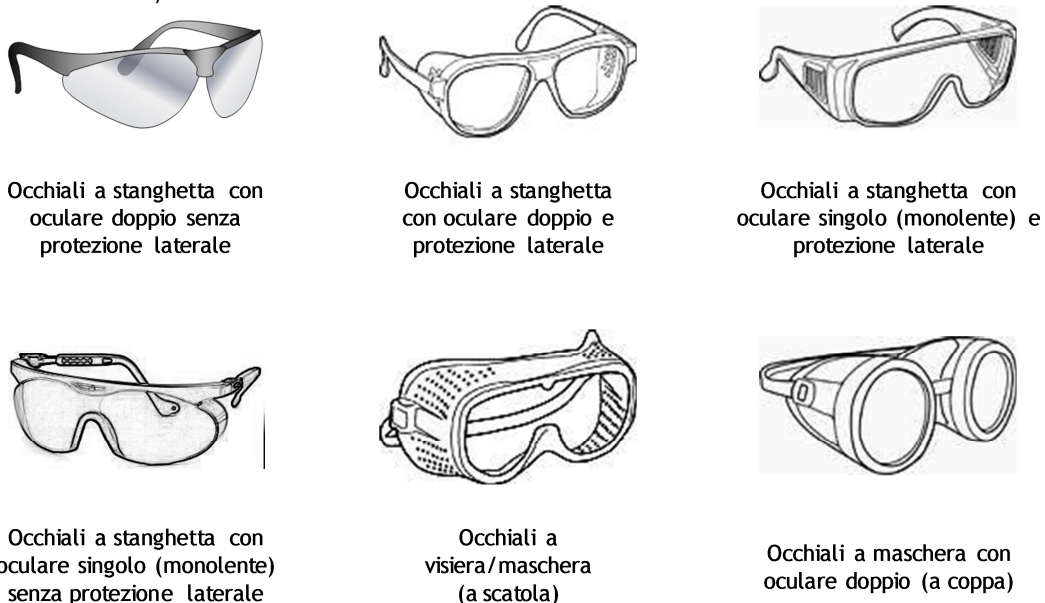 Occhiali a stanghetta con
oculare doppio senza
protezione laterale
Occhiali a stanghetta
con oculare doppio e
protezione laterale
Occhiali a stanghetta con
oculare singolo (monolente) e
protezione laterale
Occhiali a stanghetta con
oculare singolo (monolente)
senza protezione laterale
Occhiali a
visiera/maschera
(a scatola)
Occhiali a maschera con
oculare doppio (a coppa)